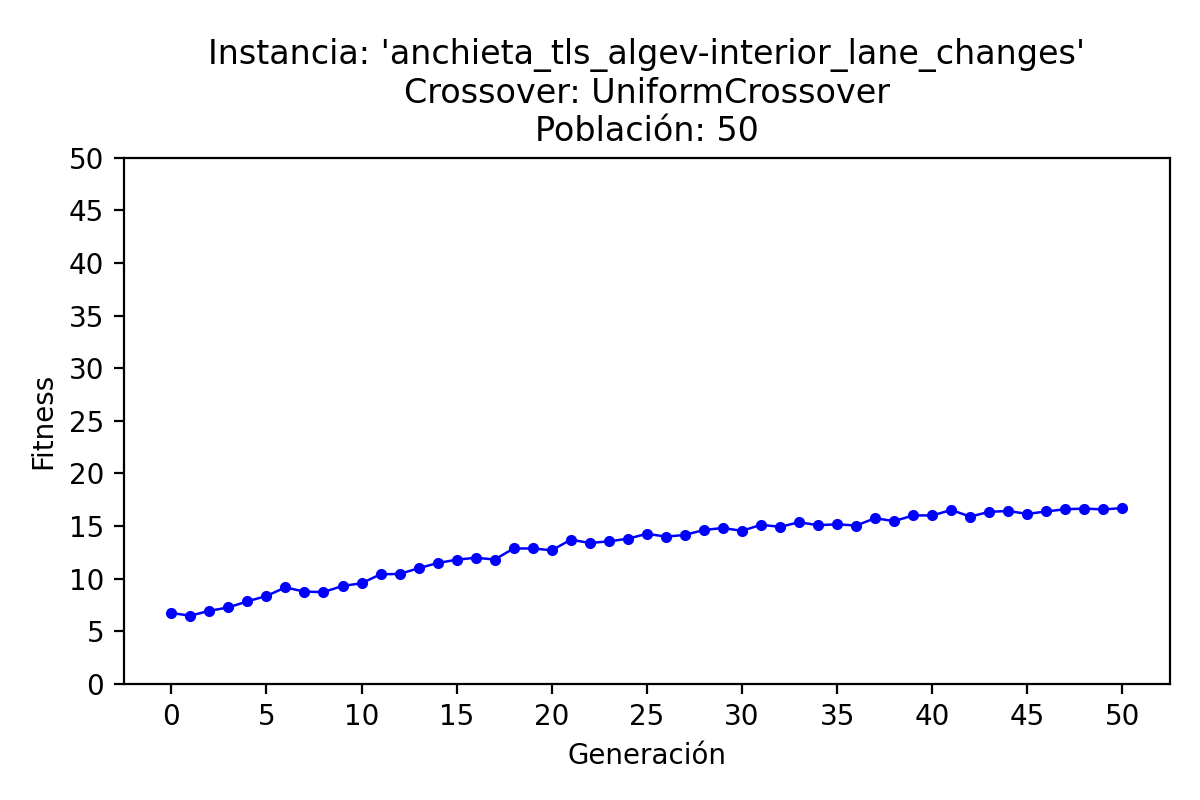 Instancia: 'anchieta_tls_algev-interior_lane_changes'
Crossover: UniformCrossover
Población: 50
50
45
40
35
30
25
20
15
10
5
0
Fitness
0 5 10 15 20 25 30 35 40 45 50
Generación